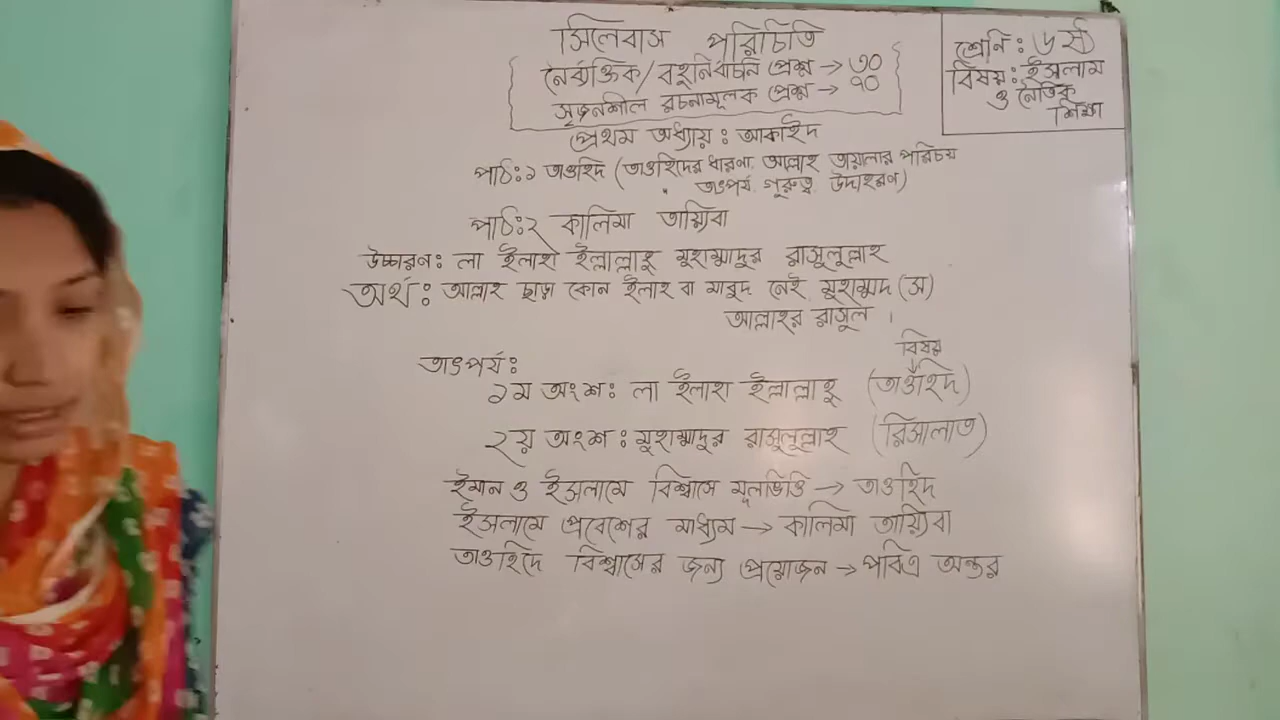 সিলেবাস পরিচিতি
নৈর্ব্যক্তিক/বহুনির্বাচনি প্রশ্ন → ৩০
সৃজনশীল রচনামূলক প্রশ্ন → ৭০
শ্রেণি: ৬ষ্ঠ
বিষয়: ইসলাম
ও নৈতিক
শিক্ষা
প্রথম অধ্যায়: আকাইদ
পাঠ:১ তাওহিদ (তাওহিদের ধারণা, আল্লাহ তায়ালার পরিচয়
তাৎপর্য, গুরুত্ব, উদাহরণ)
পাঠ:২ কালিমা তায়্যিবা
উচ্চারণ: লা ইলাহা ইল্লাল্লাহু মুহাম্মাদুর রাসুলুল্লাহ
অর্থ: আল্লাহ ছাড়া কোন ইলাহ বা মাবুদ নেই, মুহাম্মদ (স)
আল্লাহর রাসুল ।
তাৎপর্য:
বিষয়
১ম অংশ: লা ইলাহা ইল্লাল্লাহু (তাওহিদ)
২য় অংশ: মুহাম্মাদুর রাসুলুল্লাহ (রিসালাত)
ইমান ও ইসলামে বিশ্বাসে মূলভিত্তি → তাওহিদ
ইসলামে প্রবেশের মাধ্যম → কালিমা তায়্যিবা
তাওহিদে বিশ্বাসের জন্য প্রয়োজন → পবিত্র অন্তর